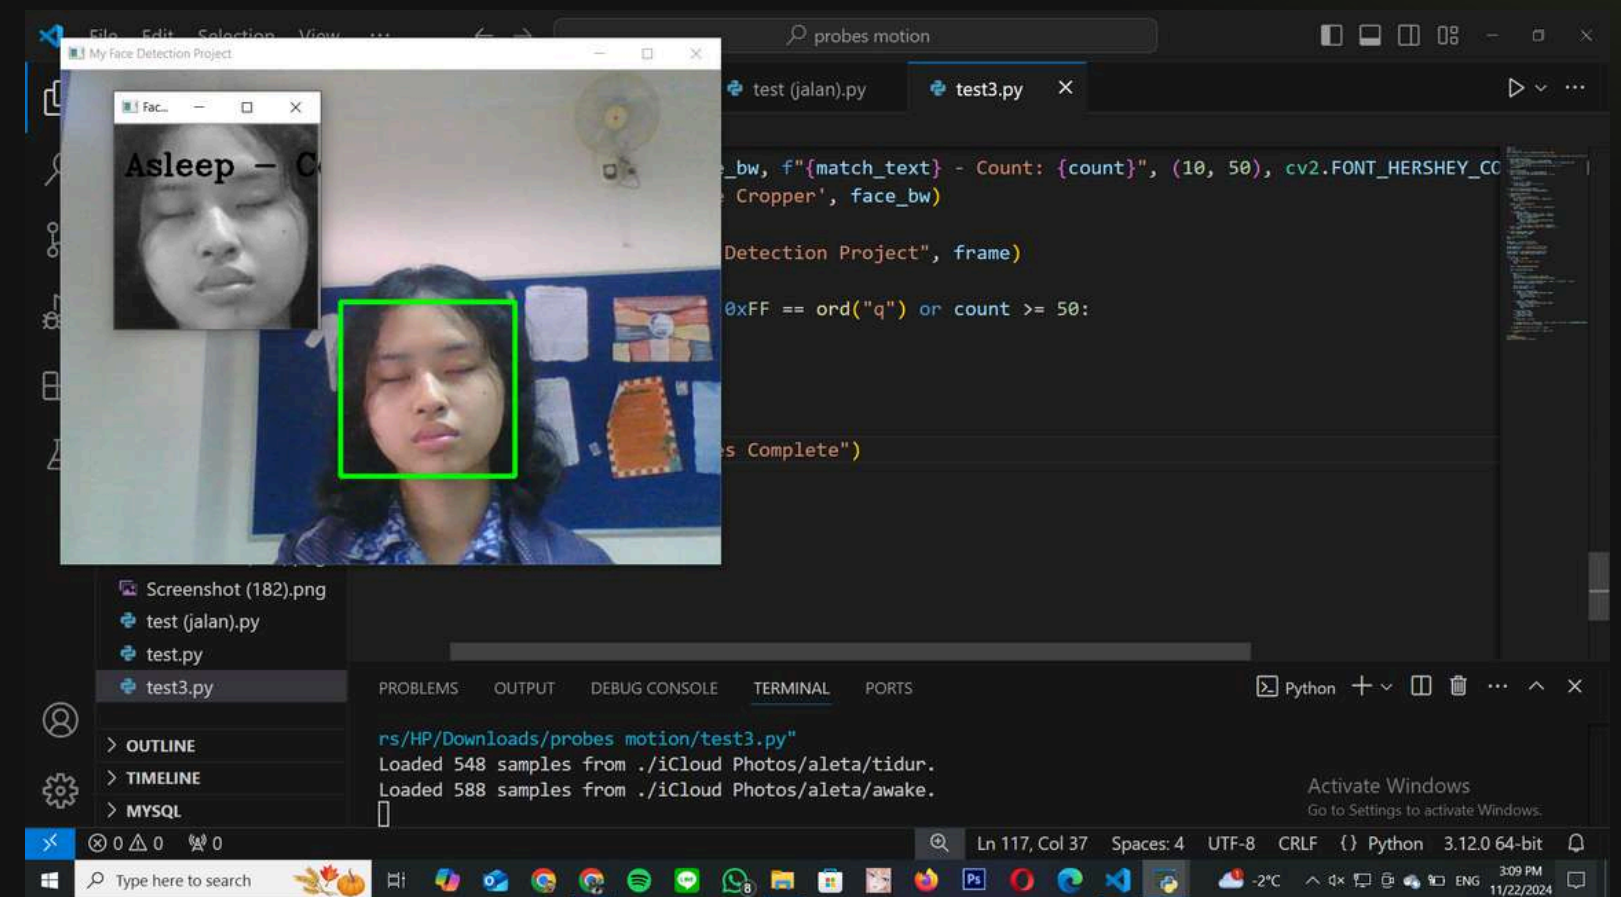 File Edit Selection View ...
probes motion
My Face Detection Project
Fac...
test (jalan).py
test3.py
Asleep - C
_bw, f"{match_text} - Count: {count}", (10, 50), cv2.FONT_HERSHEY_CO
Cropper', face_bw)
Detection Project", frame)
0xFF == ord("q") or count >= 50:
s Complete")
Screenshot (182).png
test (jalan).py
test.py
test3.py
OUTLINE
TIMELINE
MYSQL
PROBLEMS OUTPUT DEBUG CONSOLE TERMINAL PORTS
Python
rs/HP/Downloads/probes motion/test3.py"
Loaded 548 samples from ./iCloud Photos/aleta/tidur.
Loaded 588 samples from ./iCloud Photos/aleta/awake.
Activate Windows
Go to Settings to activate Windows.
0 0 0
Ln 117, Col 37 Spaces: 4 UTF-8 CRLF {} Python 3.12.0 64-bit
Type here to search
Ps
8
-2°C
ENG
3:09 PM
11/22/2024